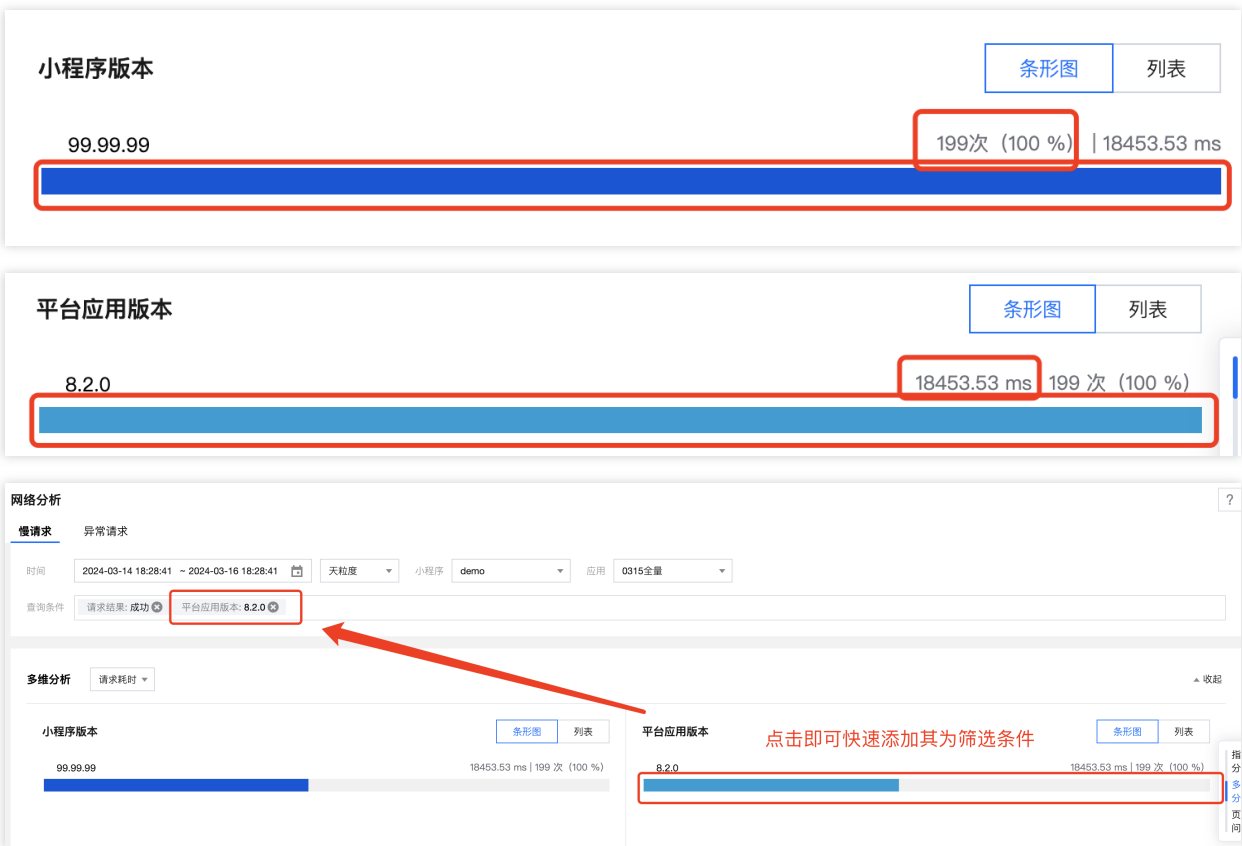 小程序版本
条形图 列表
99.99.99 199次（100 %） | 18453.53 ms
平台应用版本
条形图 列表
8.2.0 18453.53 ms 199 次（100 %）
网络分析 ?
慢请求 异常请求
时间 2024-03-14 18:28:41 ~ 2024-03-16 18:28:41 天粒度 小程序 demo 应用 0315全量
查询条件 请求结果: 成功 平台应用版本: 8.2.0
多维分析 请求耗时 收起
小程序版本 条形图 列表
99.99.99 18453.53 ms | 199 次（100 %）
平台应用版本 点击即可快速添加其为筛选条件 条形图 列表
8.2.0 18453.53 ms | 199 次（100 %）
指
分
多
分
页
问